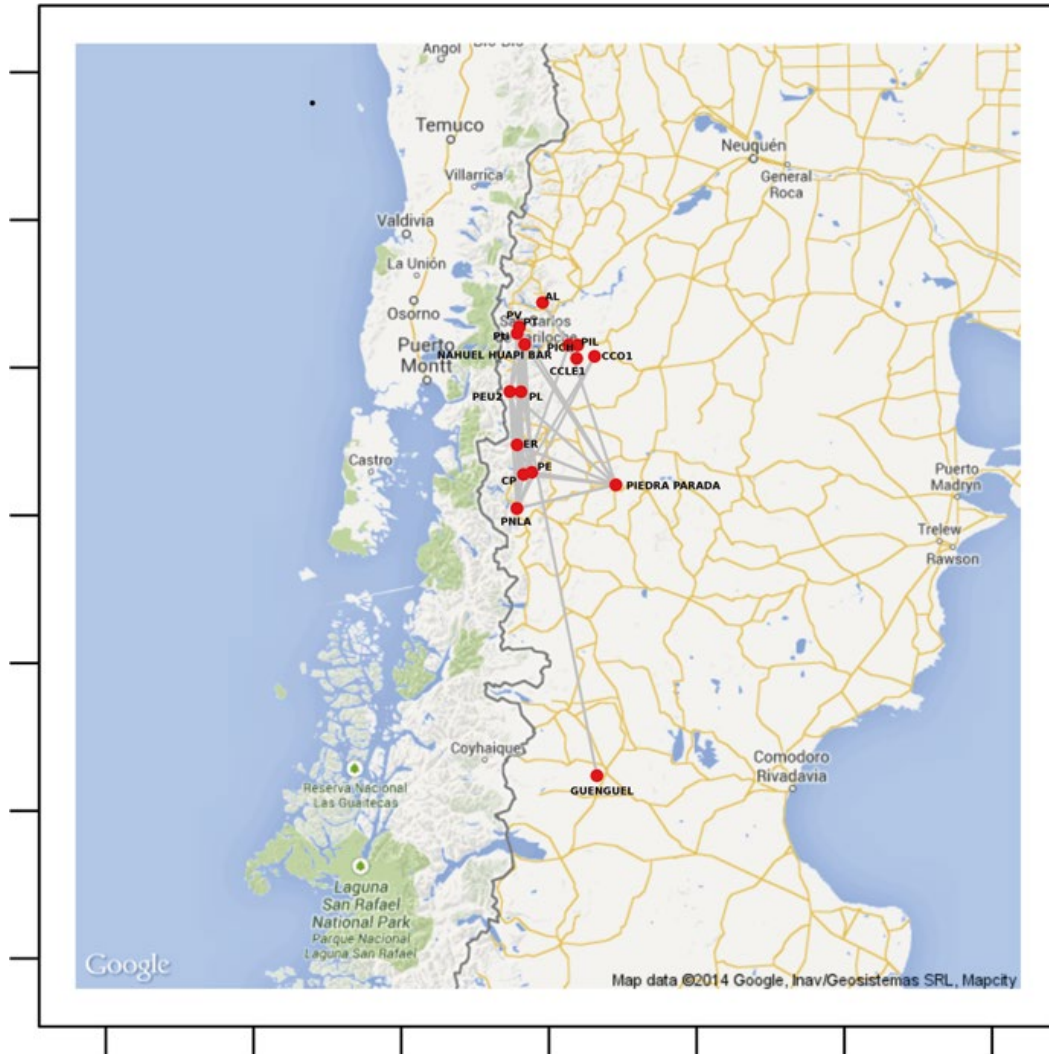 Angol
Temuco
Neuquén
General
Roca
Villarrica
Valdivia
La Unión
Osorno
AL
PV
PT
San Carlos
PIL
PICH
Puerto
Montt
NAHUEL HUAPI BAR
CCO1
CCLE1
PEU2
PL
ER
Castro
PE
CP
PIEDRA PARADA
Puerto
Madryn
PNLA
Trelew
Rawson
Coyhaique
Comodoro
Rivadavia
Reserva Nacional
Las Guaitecas
GUENGUEL
Laguna
San Rafael
National Park
Parque Nacional
Laguna San Rafael
Google
Map data ©2014 Google, Inav/Geosistemas SRL, Mapcity